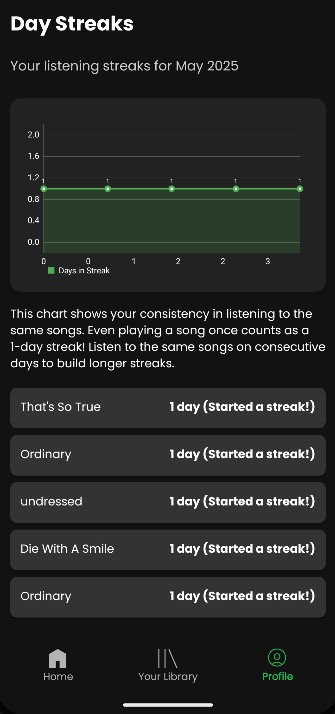 Day Streaks
Your listening streaks for May 2025
2.0
1.6
1.2
0.8
0.4
0.0
1 1 1 1 1
0 0 1 2 2 3
Days in Streak
This chart shows your consistency in listening to the
same songs. Even playing a song once counts as a
1-day streak! Listen to the same songs on consecutive
days to build longer streaks.
That's So True 1 day (Started a streak!)
Ordinary 1 day (Started a streak!)
undressed 1 day (Started a streak!)
Die With A Smile 1 day (Started a streak!)
Ordinary 1 day (Started a streak!)
Home Your Library Profile